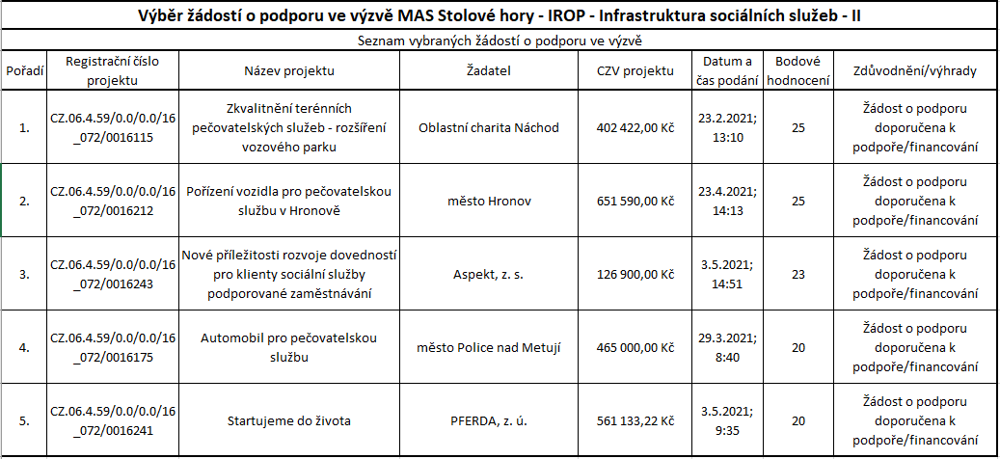 Výběr žádostí o podporu ve výzvě MAS Stolové hory - IROP - Infrastruktura sociálních služeb - II
Seznam vybraných žádostí o podporu ve výzvě
Pořadí
Registrační číslo
projektu
Název projektu
Žadatel
CZV projektu
Datum a
čas podání
Bodové
hodnocení
Zdůvodnění/výhrady
1.
CZ.06.4.59/0.0/0.0/16
_072/0016115
Zkvalitnění terénních
pečovatelských služeb - rozšíření
vozového parku
Oblastní charita Náchod
402 422,00 Kč
23.2.2021;
13:10
25
Žádost o podporu
doporučena k
podpoře/financování
2.
CZ.06.4.59/0.0/0.0/16
_072/0016212
Pořízení vozidla pro pečovatelskou
službu v Hronově
město Hronov
651 590,00 Kč
23.4.2021;
14:13
25
Žádost o podporu
doporučena k
podpoře/financování
3.
CZ.06.4.59/0.0/0.0/16
_072/0016243
Nové příležitosti rozvoje dovedností
pro klienty sociální služby
podporované zaměstnávání
Aspekt, z. s.
126 900,00 Kč
3.5.2021;
14:51
23
Žádost o podporu
doporučena k
podpoře/financování
4.
CZ.06.4.59/0.0/0.0/16
_072/0016175
Automobil pro pečovatelskou
službu
město Police nad Metují
465 000,00 Kč
29.3.2021;
8:40
20
Žádost o podporu
doporučena k
podpoře/financování
5.
CZ.06.4.59/0.0/0.0/16
_072/0016241
Startujeme do života
PFERDA, z. ú.
561 133,22 Kč
3.5.2021;
9:35
20
Žádost o podporu
doporučena k
podpoře/financování